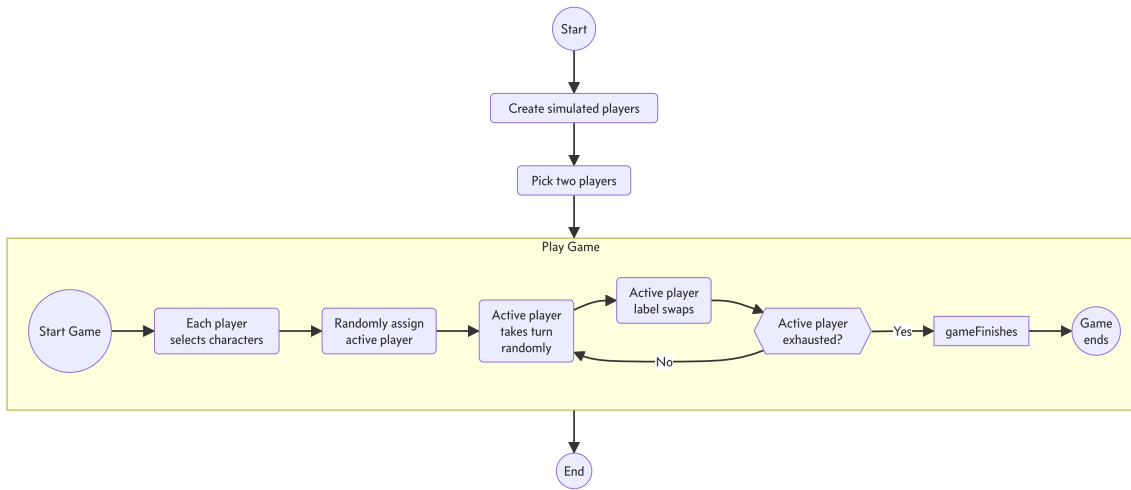 Start
Create simulated players
Pick two players
Play Game
Start Game
Each player
selects characters
Randomly assign
active player
Active player
takes turn
randomly
Active player
label swaps
Active player
exhausted?
No
Yes
gameFinishes
Game
ends
End